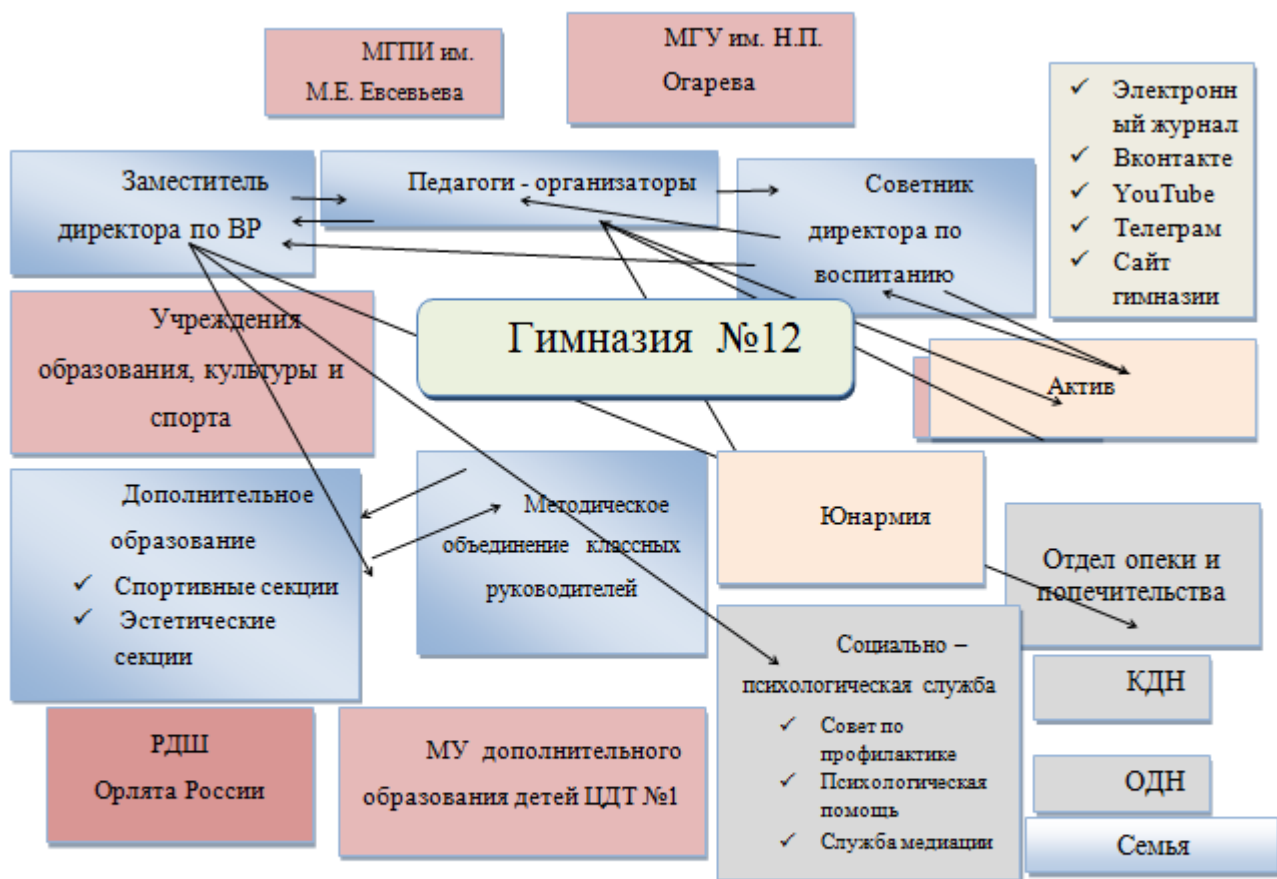 МГПИ им.
М.Е. Евсевьева
МГУ им. Н.П.
Огарева
✓ Электронн
ый журнал
✓ Вконтакте
✓ YouTube
✓ Телеграм
✓ Сайт
гимназии
Заместитель
директора по ВР
Педагоги - организаторы
Советник
директора по
воспитанию
Гимназия №12
Учреждения
образования, культуры и
спорта
Актив
Дополнительное
образование
✓ Спортивные секции
✓ Эстетические
секции
Методическое
объединение классных
руководителей
Юнармия
Отдел опеки и
попечительства
Социально –
психологическая служба
✓ Совет по
профилактике
✓ Психологическая
помощь
✓ Служба медиации
КДН
ОДН
Семья
РДШ
Орлята России
МУ дополнительного
образования детей ЦДТ №1